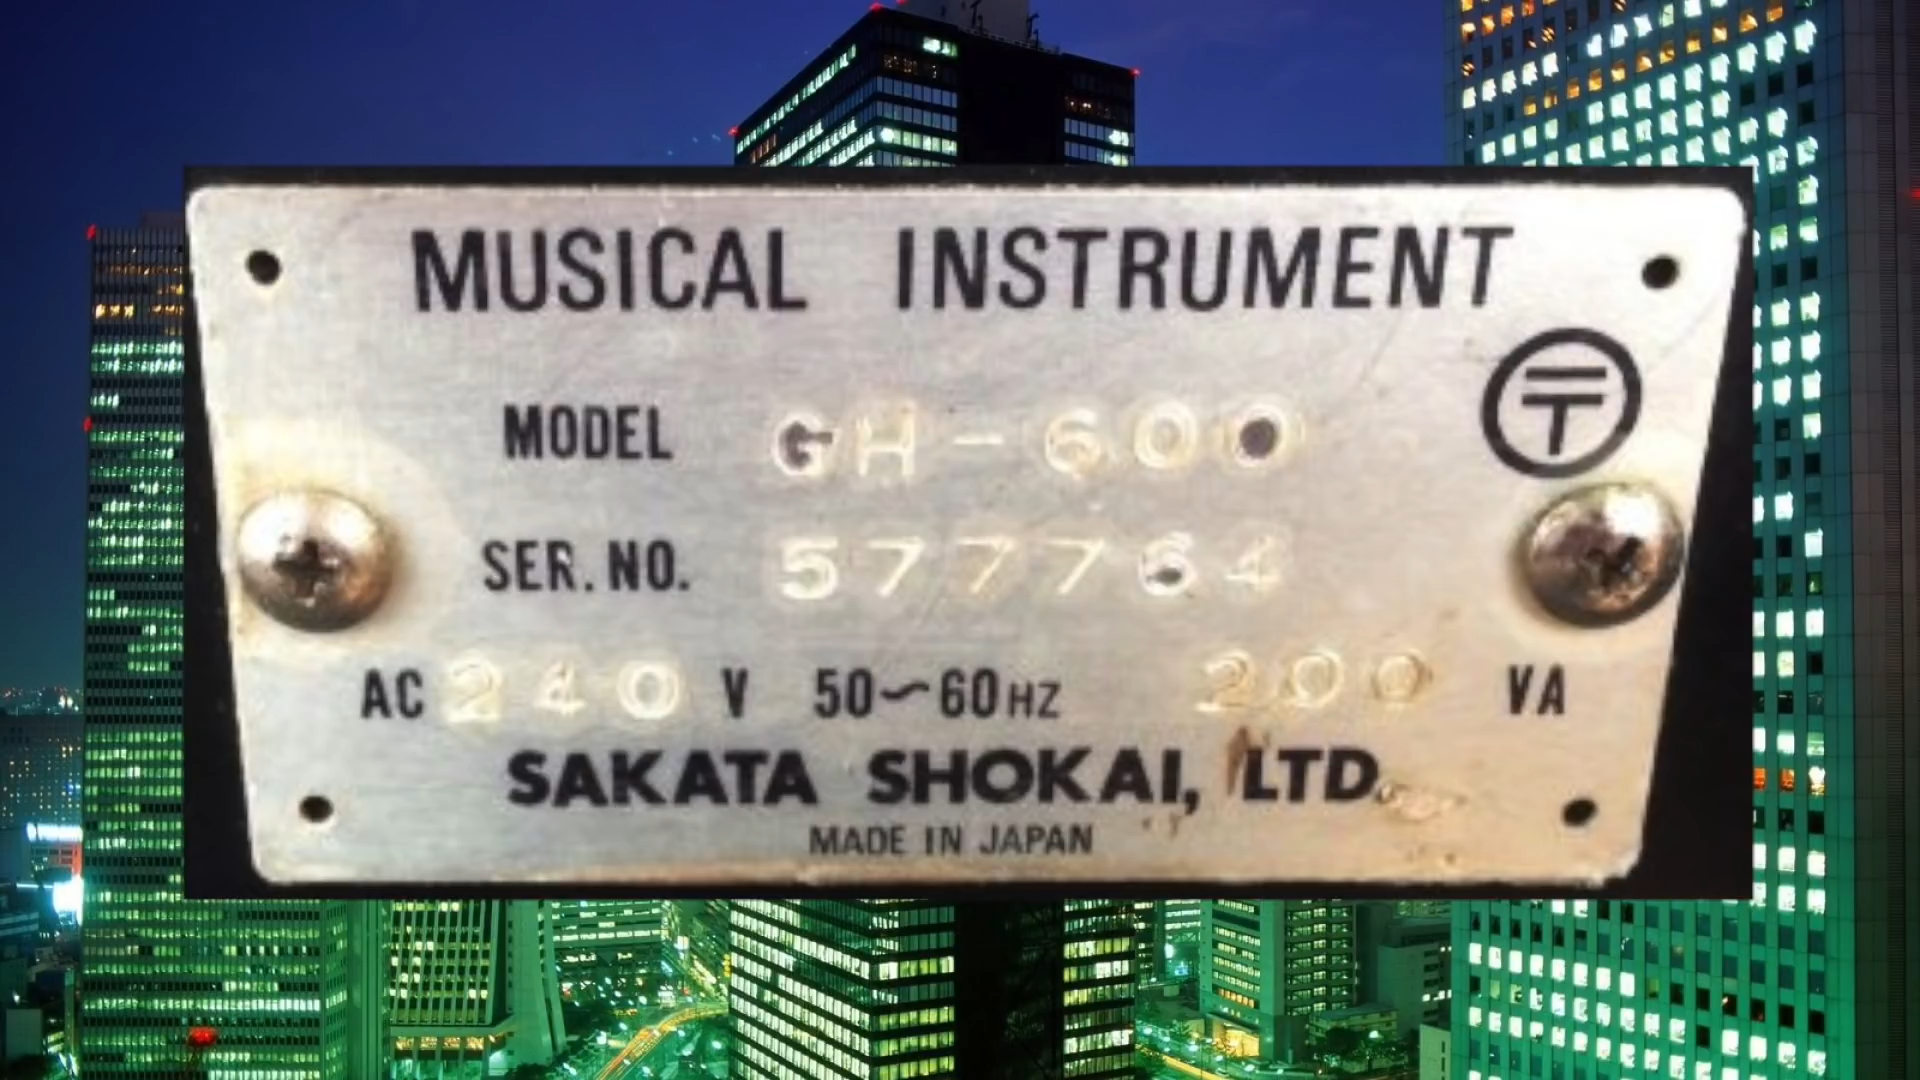 MUSICAL INSTRUMENT
MODEL GH-600
SER. NO. 577764
AC 240 V 50~60HZ 200 VA
SAKATA SHOKAI, LTD.
MADE IN JAPAN